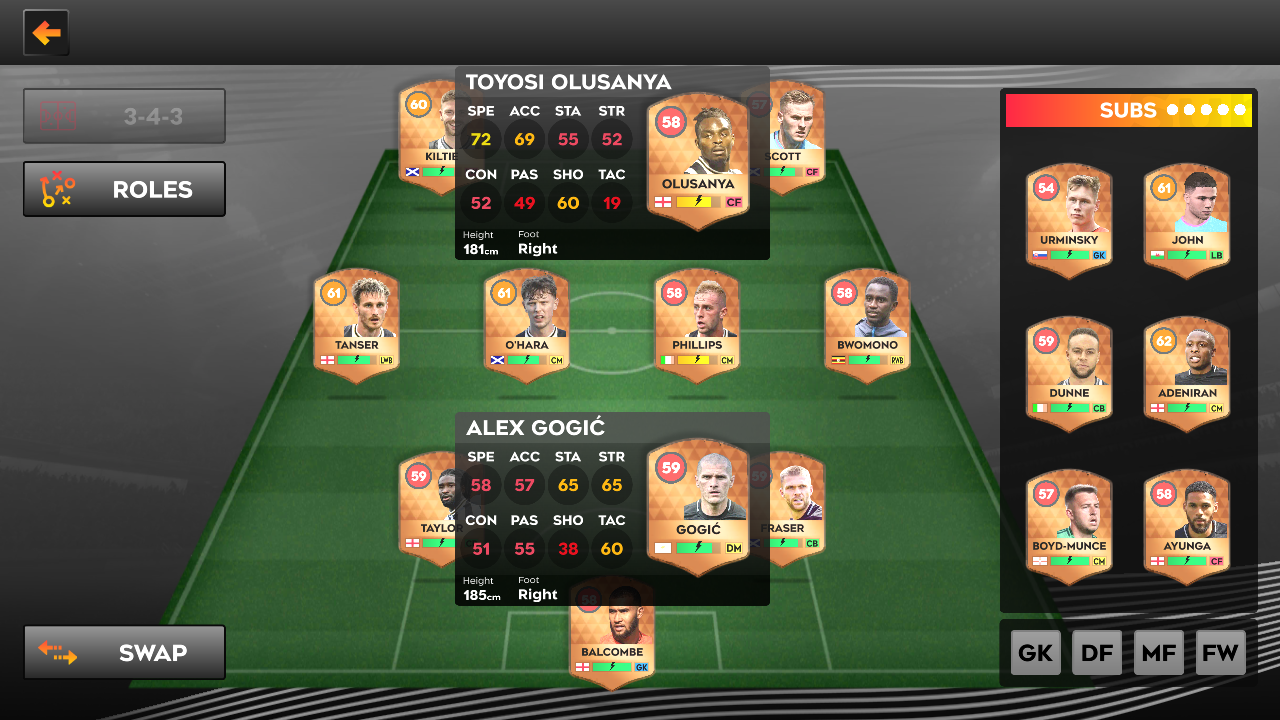 3-4-3
ROLES
SWAP
60
KILTIE
TOYOSI OLUSANYA
SPE ACC STA STR
72 69 55 52
CON PAS SHO TAC
52 49 60 19
Height Foot
181cm Right
58
OLUSANYA
CF
57
SCOTT
CF
61
TANSER
LWB
61
O'HARA
CM
58
PHILLIPS
CM
58
BWOMONO
RWB
59
TAYLOR
ALEX GOGIĆ
SPE ACC STA STR
58 57 65 65
CON PAS SHO TAC
51 55 38 60
Height Foot
185cm Right
59
GOGIĆ
DM
59
FRASER
CB
58
BALCOMBE
GK
SUBS
54
URMINSKY
GK
61
JOHN
LB
59
DUNNE
CB
62
ADENIRAN
CM
57
BOYD-MUNCE
CM
58
AYUNGA
CF
GK DF MF FW